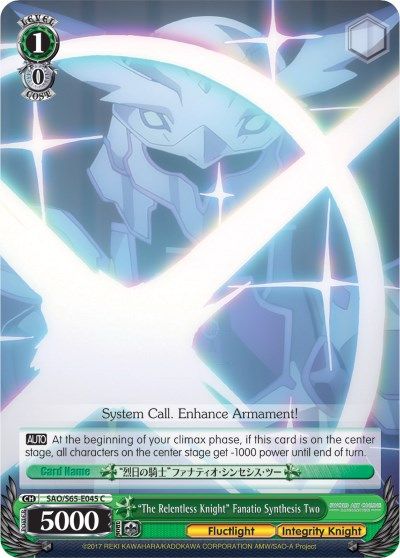 LEVEL
1
0
COST
System Call. Enhance Armament!
AUTO At the beginning of your climax phase, if this card is on the center stage, all characters on the center stage get -1000 power until end of turn.
Card Name "烈日の騎士"ファナティオ・シンセシス・ツー
CH SAO/S65-E045 C
"The Relentless Knight" Fanatio Synthesis Two
5000
Fluctlight
Integrity Knight
©2017 REKI KAWAHARA/KADOKAWA CORPORATION AMW/SAO-A Project